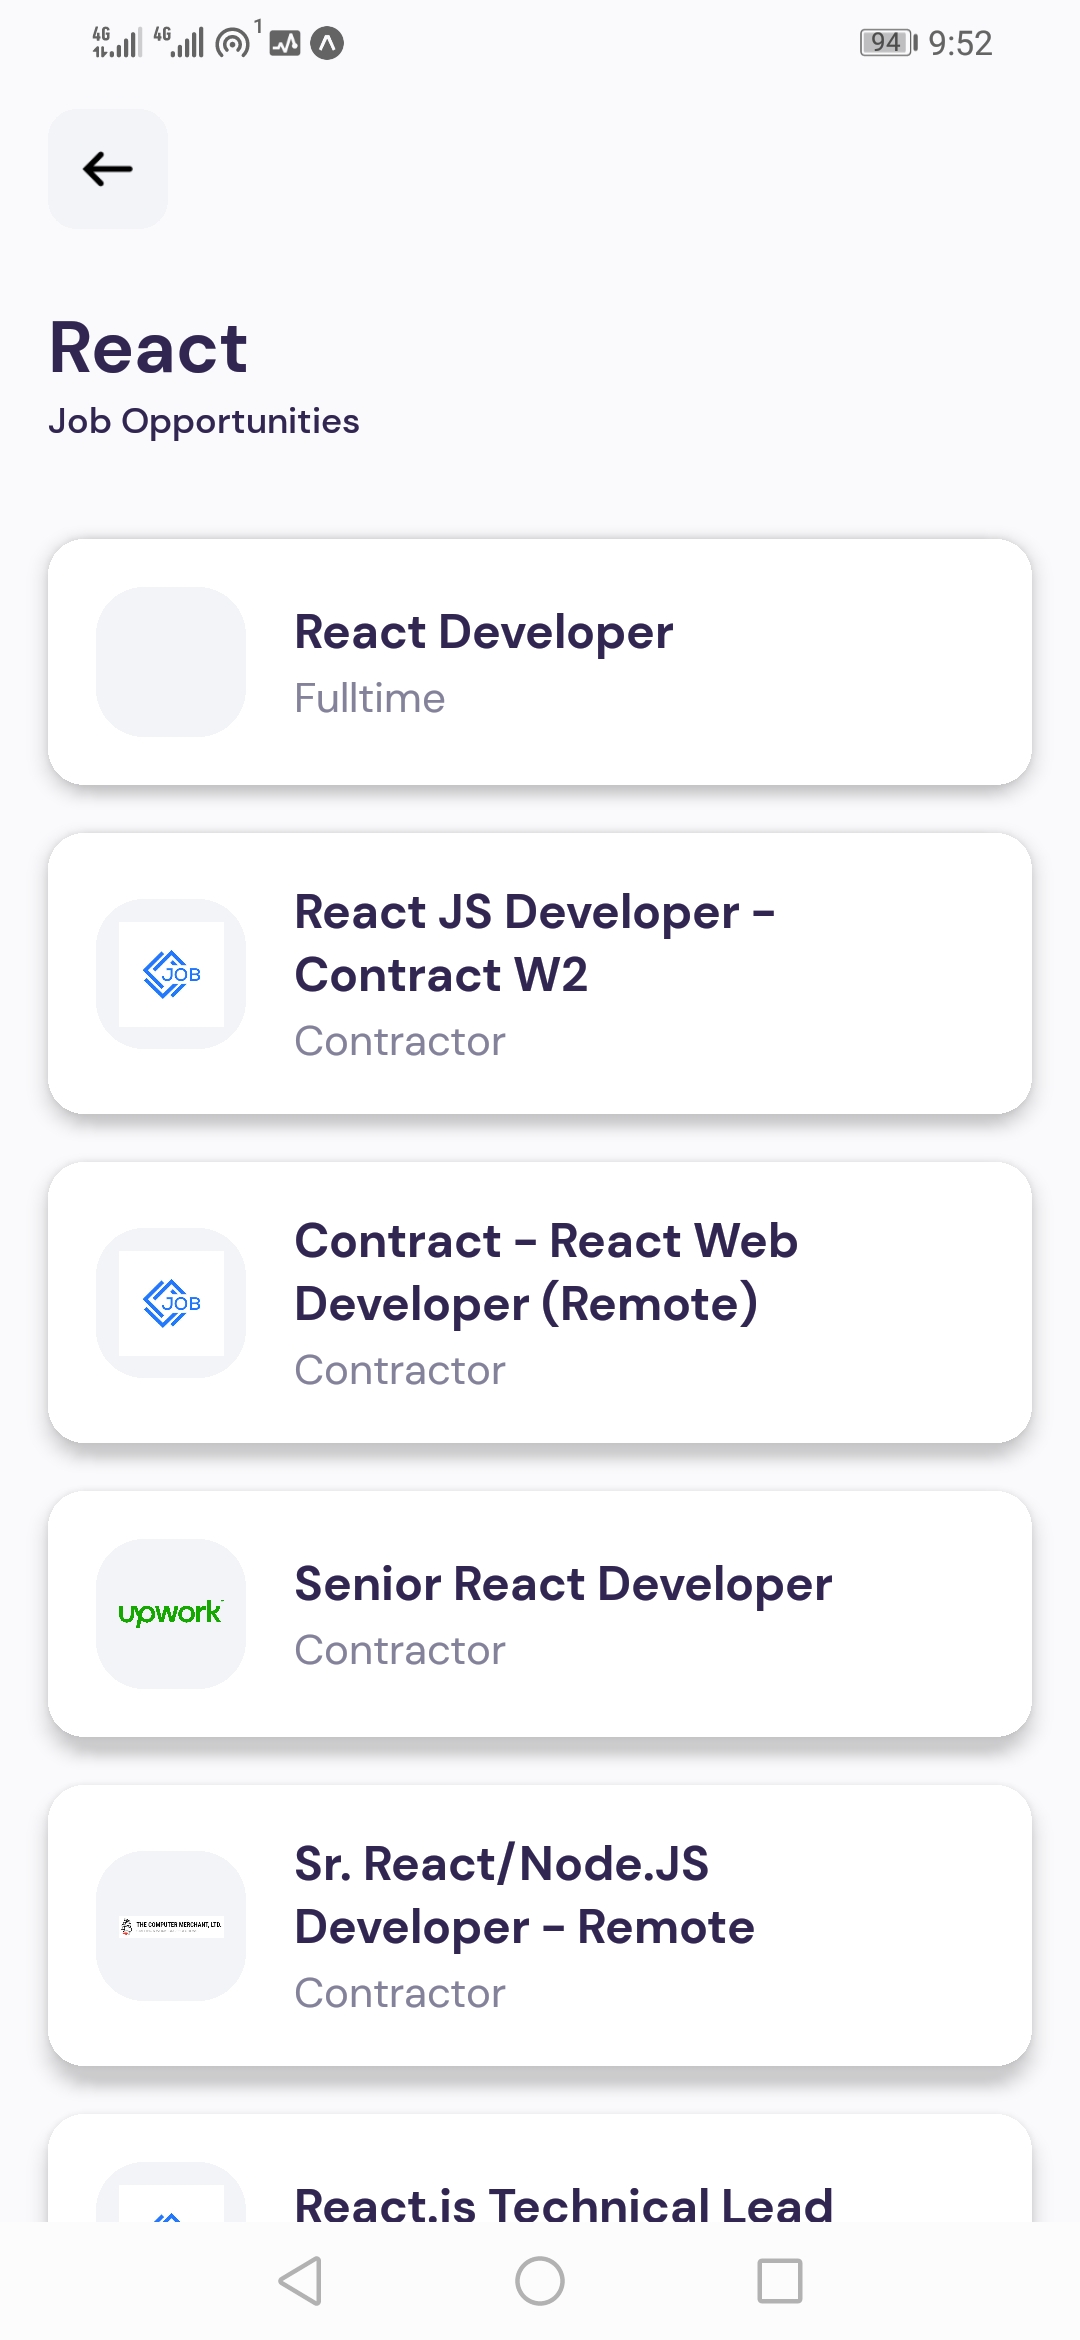 4G 4G 1 94 9:52
React
Job Opportunities
React Developer
Fulltime
React JS Developer -
Contract W2
JOB
Contractor
Contract - React Web
Developer (Remote)
JOB
Contractor
Senior React Developer
upwork
Contractor
Sr. React/Node.JS
Developer - Remote
THE COMPUTER MERCHANT, LTD.
Contractor
React.js Technical Lead